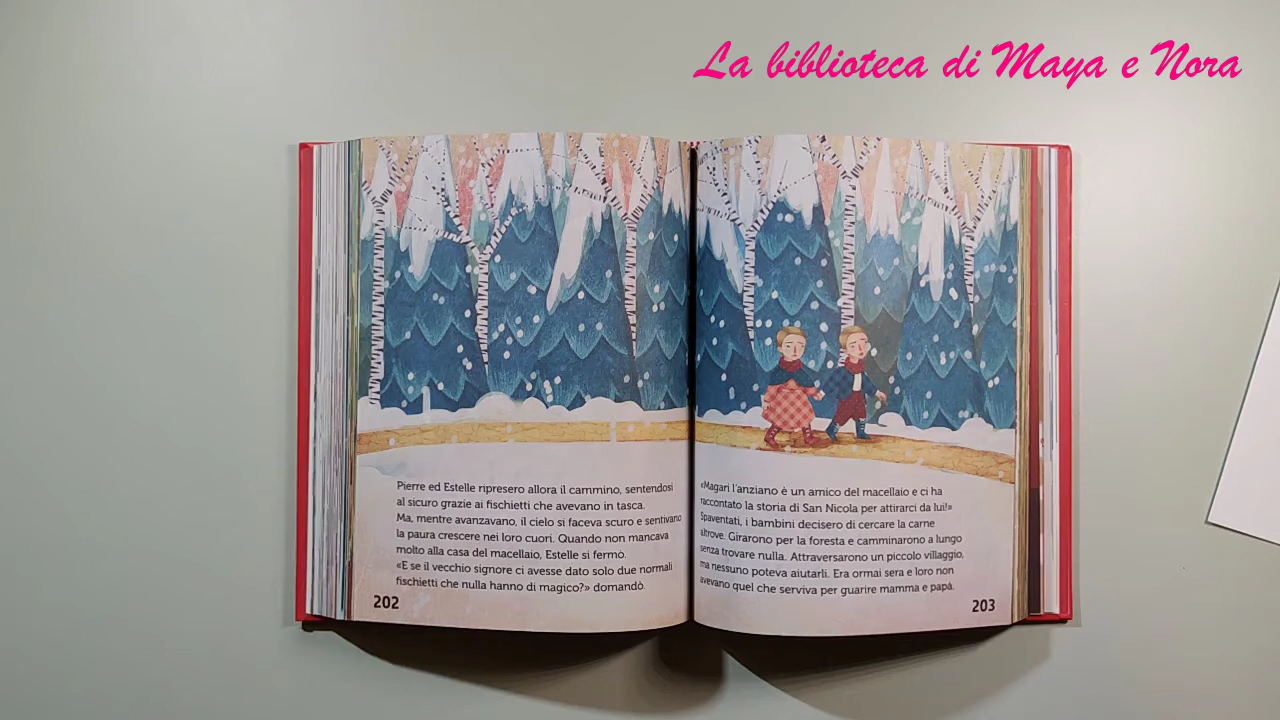 La biblioteca di Maya e Nora
Pierre ed Estelle ripresero allora il cammino, sentendosi
al sicuro grazie ai fischietti che avevano in tasca.
Ma, mentre avanzavano, il cielo si faceva scuro e sentivano
la paura crescere nei loro cuori. Quando non mancava
molto alla casa del macellaio, Estelle si fermò.
«E se il vecchio signore ci avesse dato solo due normali
fischietti che nulla hanno di magico?» domandò.
202
«Magari l'anziano è un amico del macellaio e ci ha
raccontato la storia di San Nicola per attirarci da lui!»
Spaventati, i bambini decisero di cercare la carne
altrove. Girarono per la foresta e camminarono a lungo
senza trovare nulla. Attraversarono un piccolo villaggio,
ma nessuno poteva aiutarli. Era ormai sera e loro non
avevano quel che serviva per guarire mamma e papà.
203